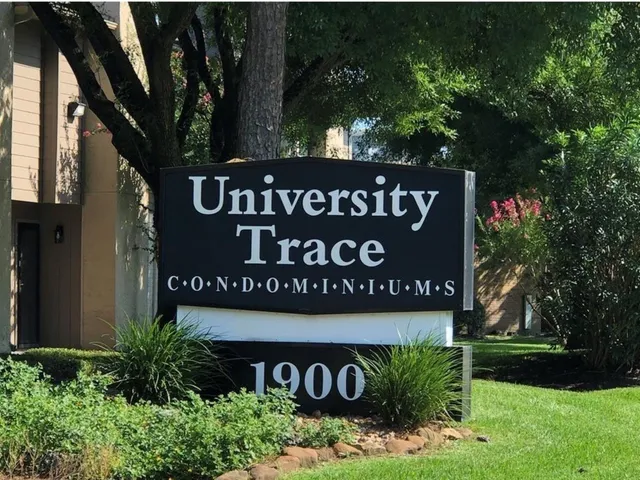 University
Trace
C•O•N•D•O•M•I•N•I•U•M•S
1900